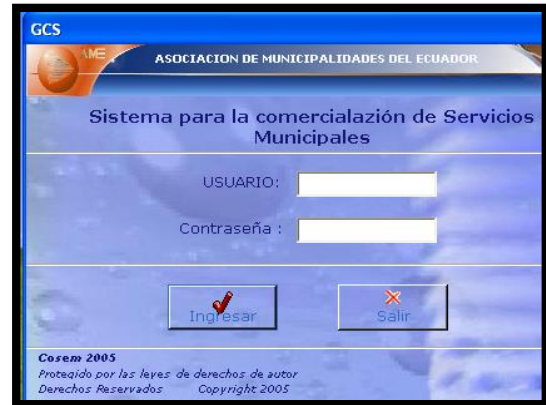 GCS
AME
ASOCIACION DE MUNICIPALIDADES DEL ECUADOR
Sistema para la comercialazión de Servicios
Municipales
USUARIO:
Contraseña :
Ingresar
Salir
Cosem 2005
Protegido por las leyes de derechos de autor
Derechos Reservados Copyright 2005